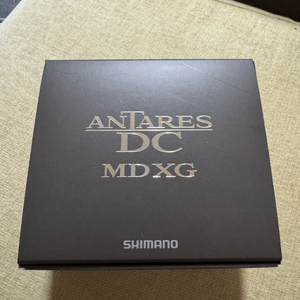 ANTARES
DC
MD XG
SHIMANO